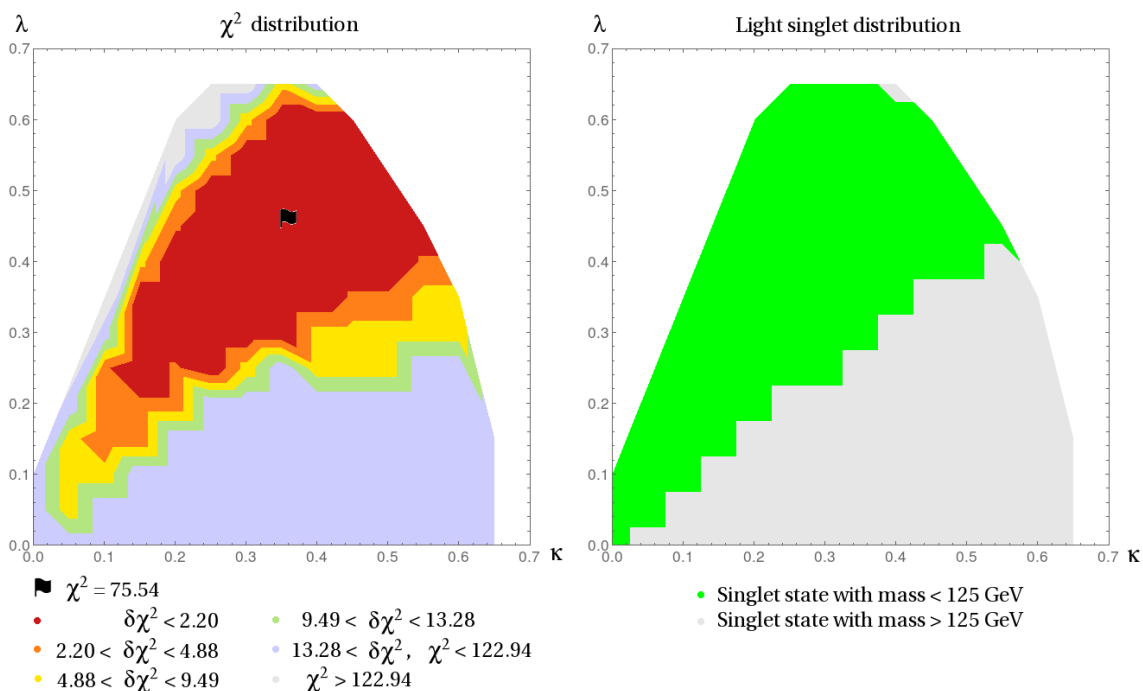 λ χ² distribution
0.7
0.6
0.5
0.4
0.3
0.2
0.1
0.0
0.0 0.1 0.2 0.3 0.4 0.5 0.6 0.7 κ
χ² = 75.54
δχ² < 2.20
2.20 < δχ² < 4.88
4.88 < δχ² < 9.49
9.49 < δχ² < 13.28
13.28 < δχ² , χ² < 122.94
χ² > 122.94
λ Light singlet distribution
0.7
0.6
0.5
0.4
0.3
0.2
0.1
0.0
0.0 0.1 0.2 0.3 0.4 0.5 0.6 0.7 κ
Singlet state with mass < 125 GeV
Singlet state with mass > 125 GeV